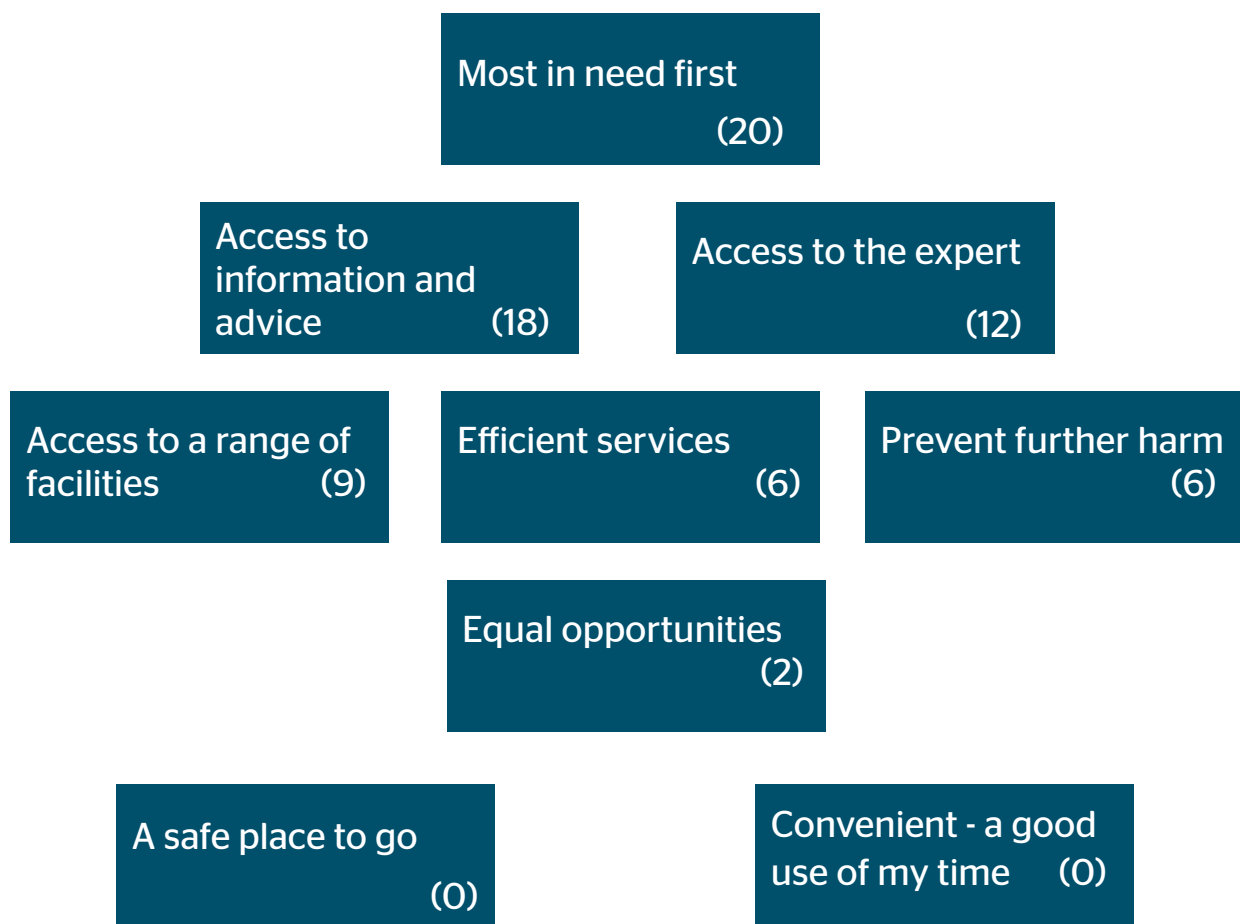 Most in need first
(20)
Access to
information and
advice (18)
Access to the expert
(12)
Access to a range of
facilities (9)
Efficient services
(6)
Prevent further harm
(6)
Equal opportunities
(2)
A safe place to go
(0)
Convenient - a good
use of my time (0)